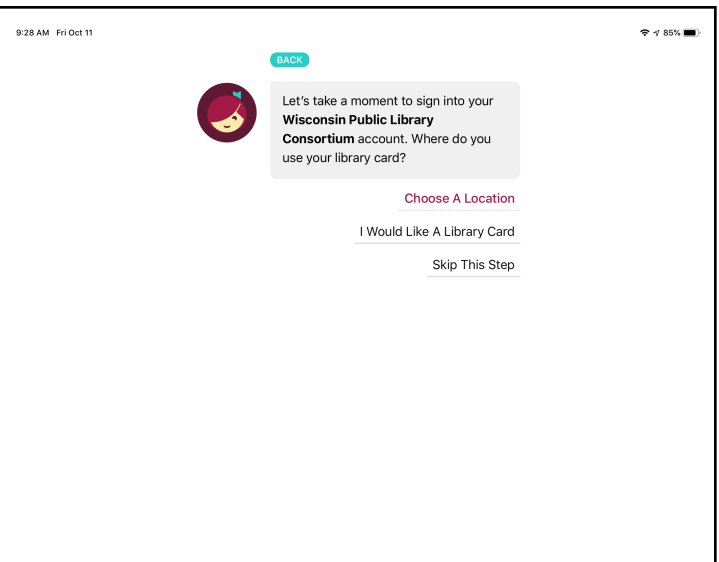 9:28 AM Fri Oct 11
85%
BACK
Let's take a moment to sign into your
Wisconsin Public Library
Consortium account. Where do you
use your library card?
Choose A Location
I Would Like A Library Card
Skip This Step